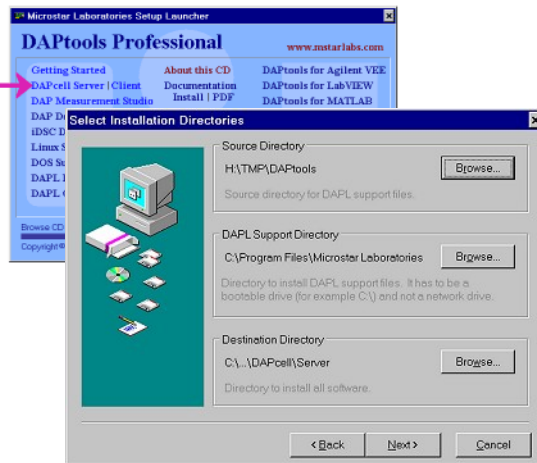 Microstar Laboratories Setup Launcher
DAPtools Professional
www.mstarlabs.com
Getting Started
About this CD
DAPtools for Agilent VEE
DAPcell Server | Client
Documentation
DAPtools for LabVIEW
DAP Measurement Studio
Install | PDF
DAPtools for MATLAB
DAP
iDSC D
Linux S
DOS Su
DAPL
DAPL
Browse CD
Copyright ©
Select Installation Directories
Source Directory
H:\TMP\DAPtools
Browse...
Source directory for DAPL support files.
DAPL Support Directory
C:\Program Files\Microstar Laboratories
Browse...
Directory to install DAPL support files. It has to be a
bootable drive (for example C:\) and not a network drive.
Destination Directory
C:\...\DAPcell\Server
Browse...
Directory to install all software.
< Back
Next >
Cancel